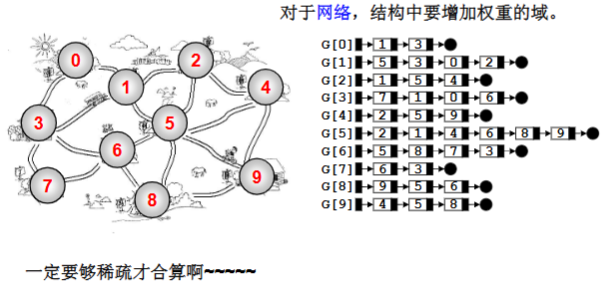 对于网络，结构中要增加权重的域。
0
1
2
4
3
5
6
7
8
9
G[0] 1 3
G[1] 5 3 0 2
G[2] 1 5 4
G[3] 7 1 0 6
G[4] 2 5 9
G[5] 2 1 4 6 8 9
G[6] 5 8 7 3
G[7] 6 3
G[8] 9 5 6
G[9] 4 5 8
一定要够稀疏才合算啊~~~~~